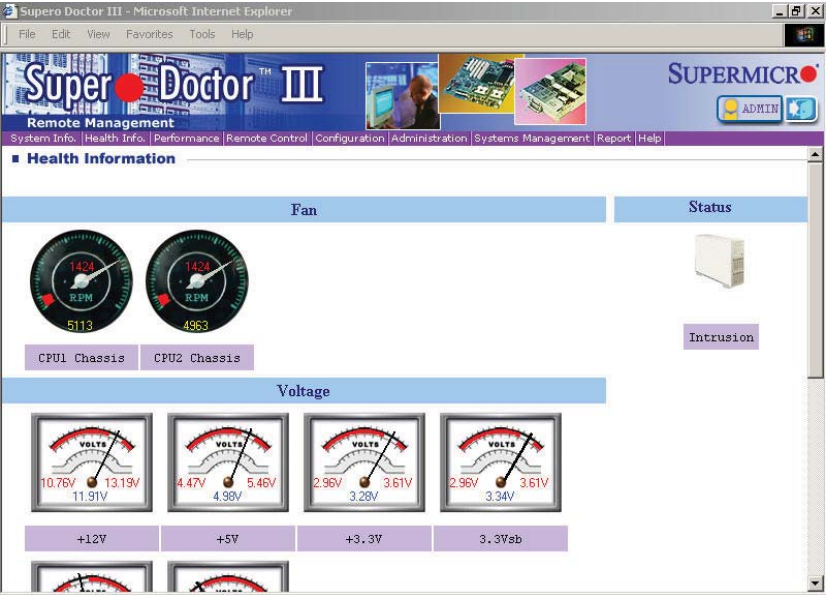 Supero Doctor III - Microsoft Internet Explorer
File Edit View Favorites Tools Help
Super Doctor™ III
Remote Management
SUPERMICR
ADMIN
System Info. | Health Info. | Performance | Remote Control | Configuration | Administration | Systems Management | Report | Help
Health Information
Fan
Status
1424
RPM
5113
1424
RPM
4963
CPU1 Chassis
CPU2 Chassis
Intrusion
Voltage
VOLTS
10.76V 13.19V
11.91V
VOLTS
4.47V 5.46V
4.98V
VOLTS
2.96V 3.61V
3.28V
VOLTS
2.96V 3.61V
3.34V
+12V
+5V
+3.3V
3.3Vsb